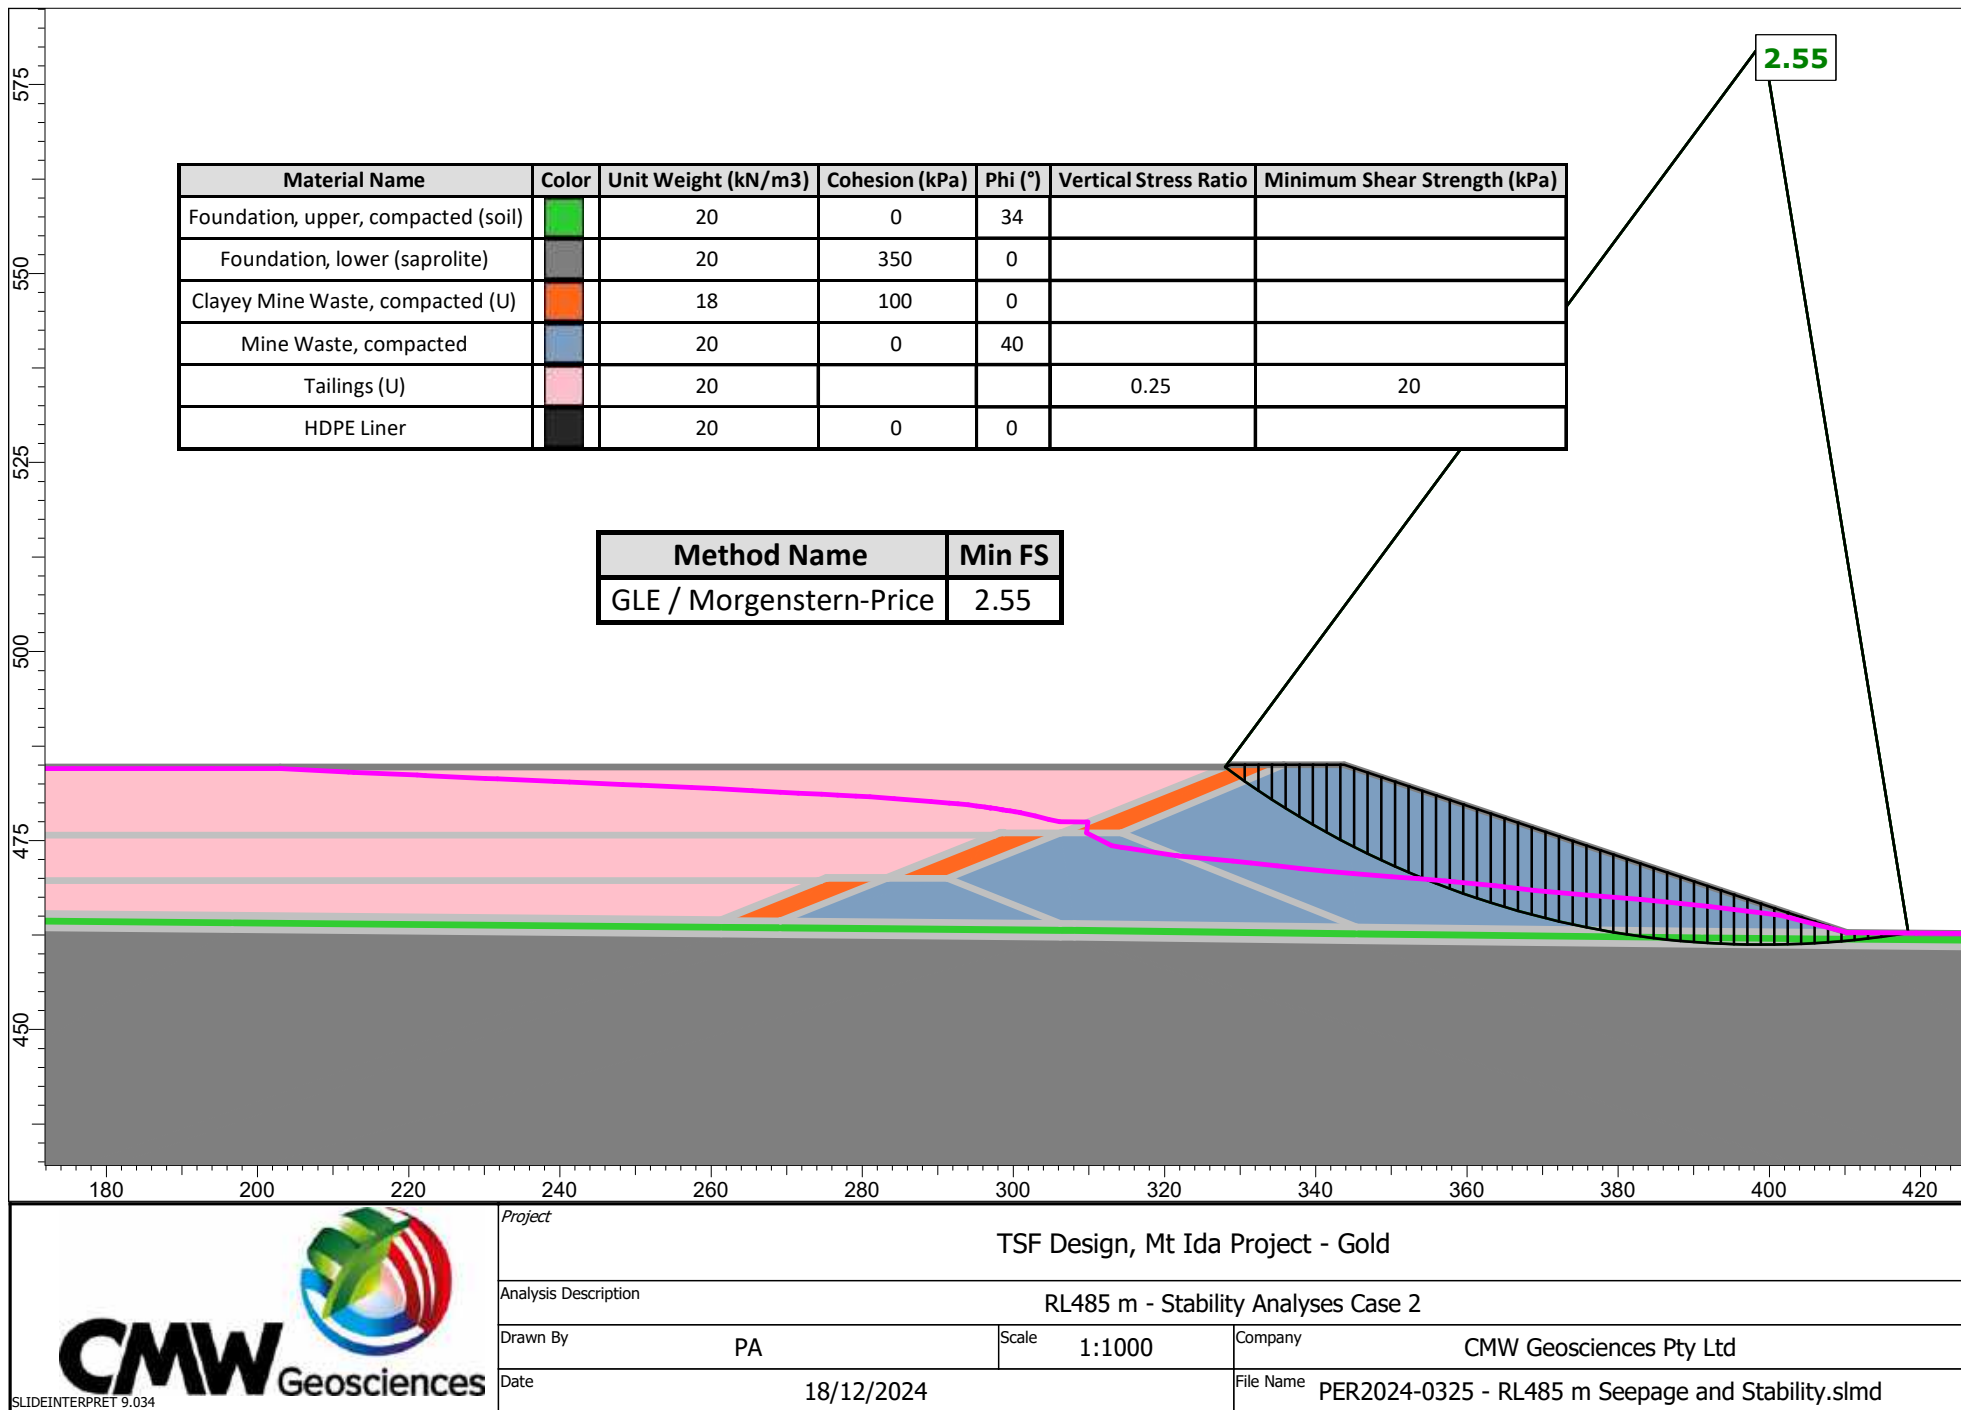 2.55
575
550
525
500
475
450
Material Name Color Unit Weight (kN/m3) Cohesion (kPa) Phi (°) Vertical Stress Ratio Minimum Shear Strength (kPa)
Foundation, upper, compacted (soil) 20 0 34
Foundation, lower (saprolite) 20 350 0
Clayey Mine Waste, compacted (U) 18 100 0
Mine Waste, compacted 20 0 40
Tailings (U) 20 0.25 20
HDPE Liner 20 0 0
Method Name Min FS
GLE / Morgenstern-Price 2.55
180 200 220 240 260 280 300 320 340 360 380 400 420
CMW Geosciences
SLIDEINTERPRET 9.034
Project
TSF Design, Mt Ida Project - Gold
Analysis Description
RL485 m - Stability Analyses Case 2
Drawn By PA Scale 1:1000 Company CMW Geosciences Pty Ltd
Date 18/12/2024 File Name PER2024-0325 - RL485 m Seepage and Stability.slmd